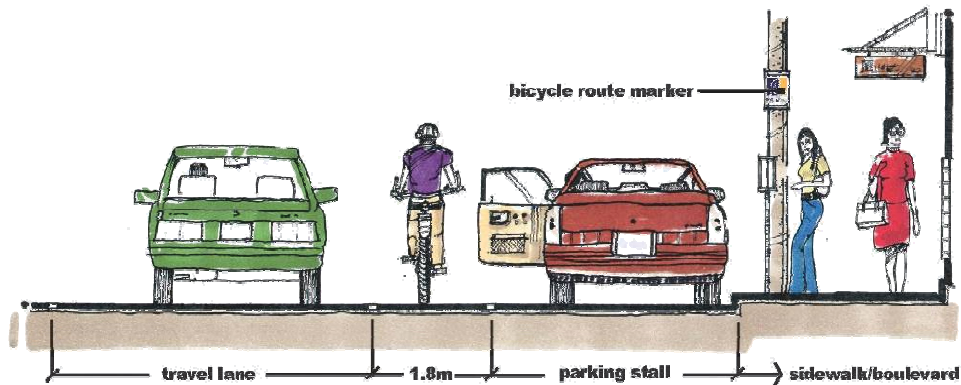 bicycle route marker
travel lane
1.8m
parking stall
sidewalk/boulevard